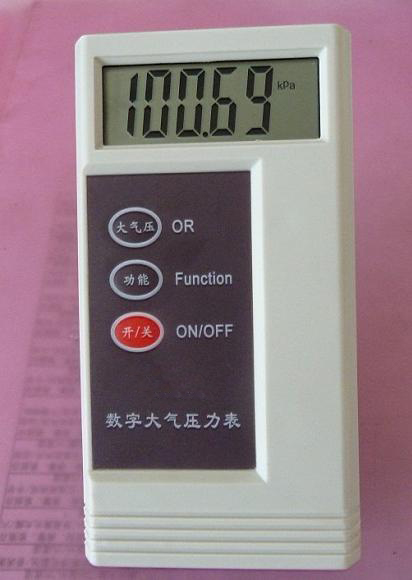 100.69 kPa
大气压 OR
功能 Function
开/关 ON/OFF
数字大气压力表